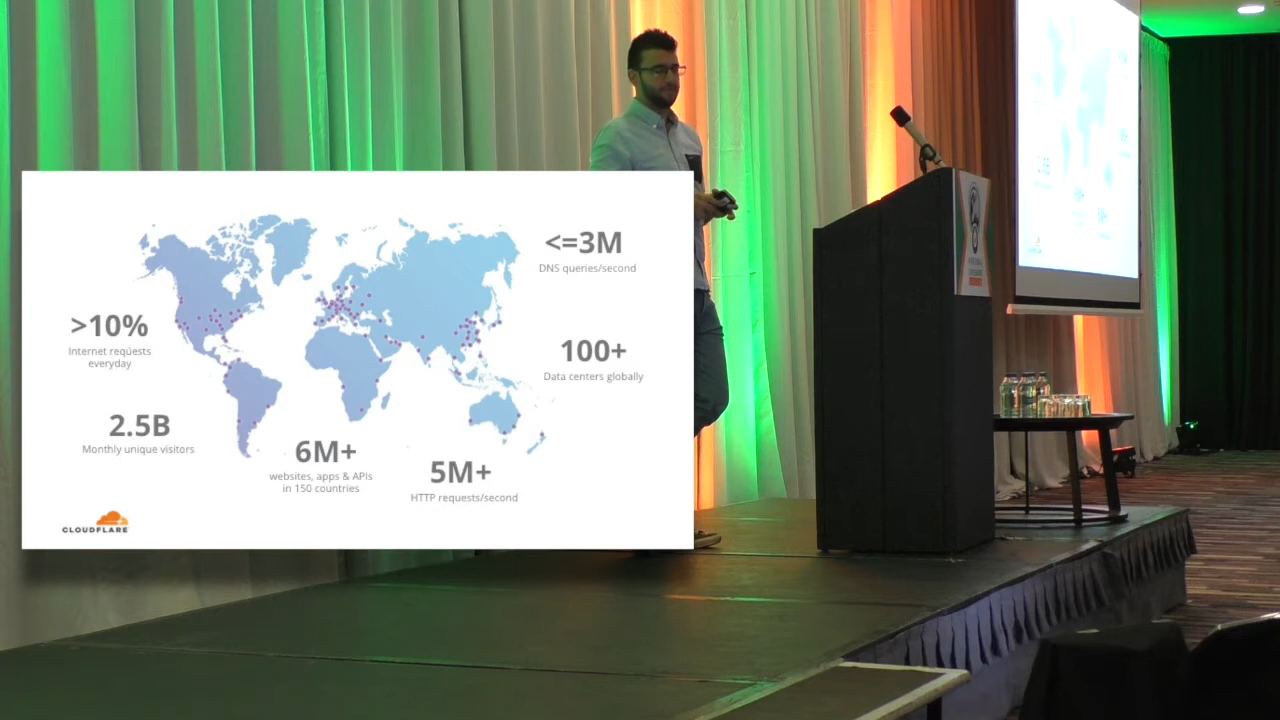 <=3M
DNS queries/second
>10%
Internet requests
everyday
100+
Data centers globally
2.5B
Monthly unique visitors
6M+
websites, apps & APIs
in 150 countries
5M+
HTTP requests/second
CLOUDFLARE